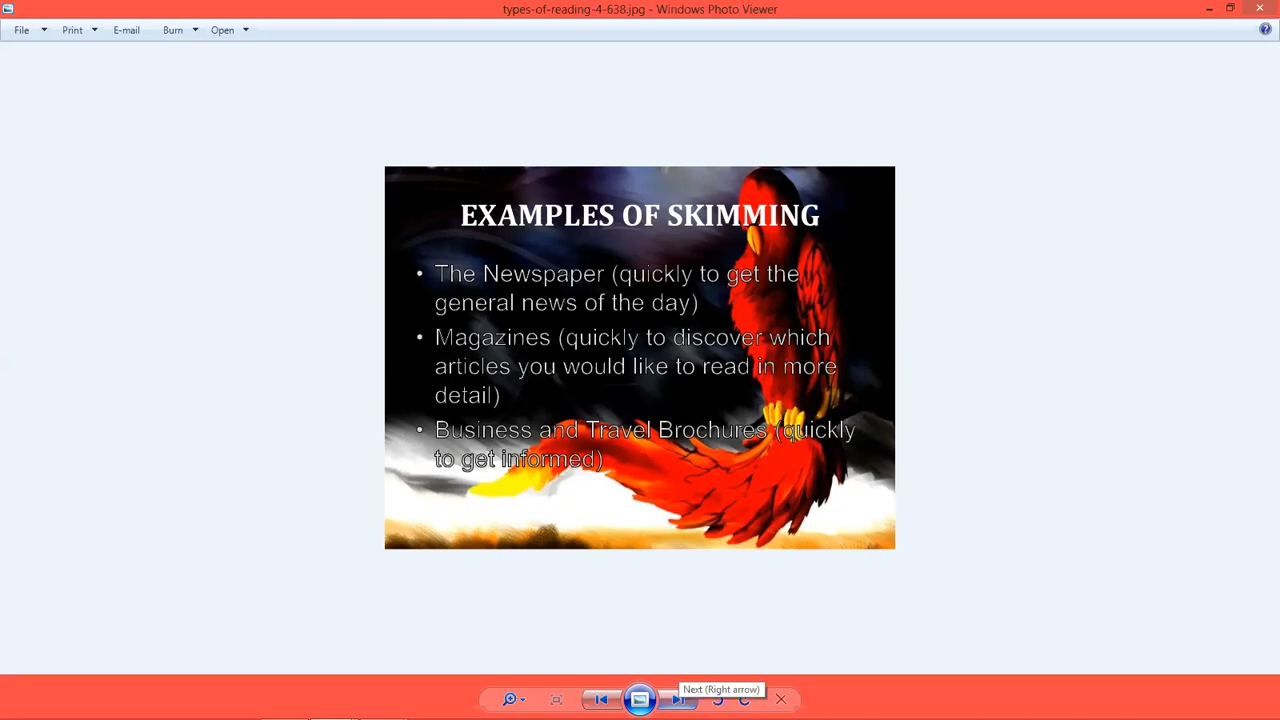 types-of-reading-4-638.jpg - Windows Photo Viewer
File Print E-mail Burn Open
EXAMPLES OF SKIMMING
• The Newspaper (quickly to get the
general news of the day)
• Magazines (quickly to discover which
articles you would like to read in more
detail)
• Business and Travel Brochures (quickly
to get informed)
Next (Right arrow)